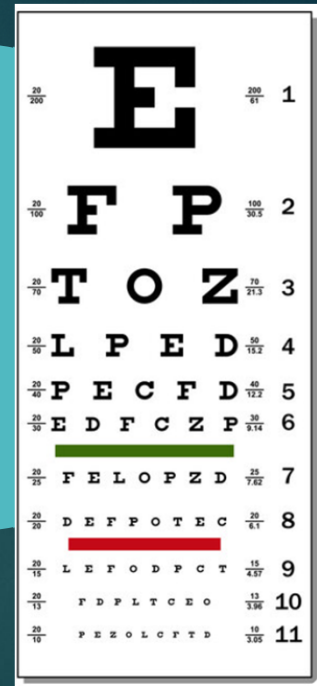 20/200 E 200/61 1
20/100 F P 100/30.5 2
20/70 T O Z 70/21.3 3
20/50 L P E D 50/15.2 4
20/40 P E C F D 40/12.2 5
20/30 E D F C Z P 30/9.14 6
20/25 F E L O P Z D 25/7.62 7
20/20 D E F P O T E C 20/6.1 8
20/15 L E F O D P C T 15/4.57 9
20/13 F D P L T C E O 13/3.96 10
20/10 P E Z O L C F T D 10/3.05 11